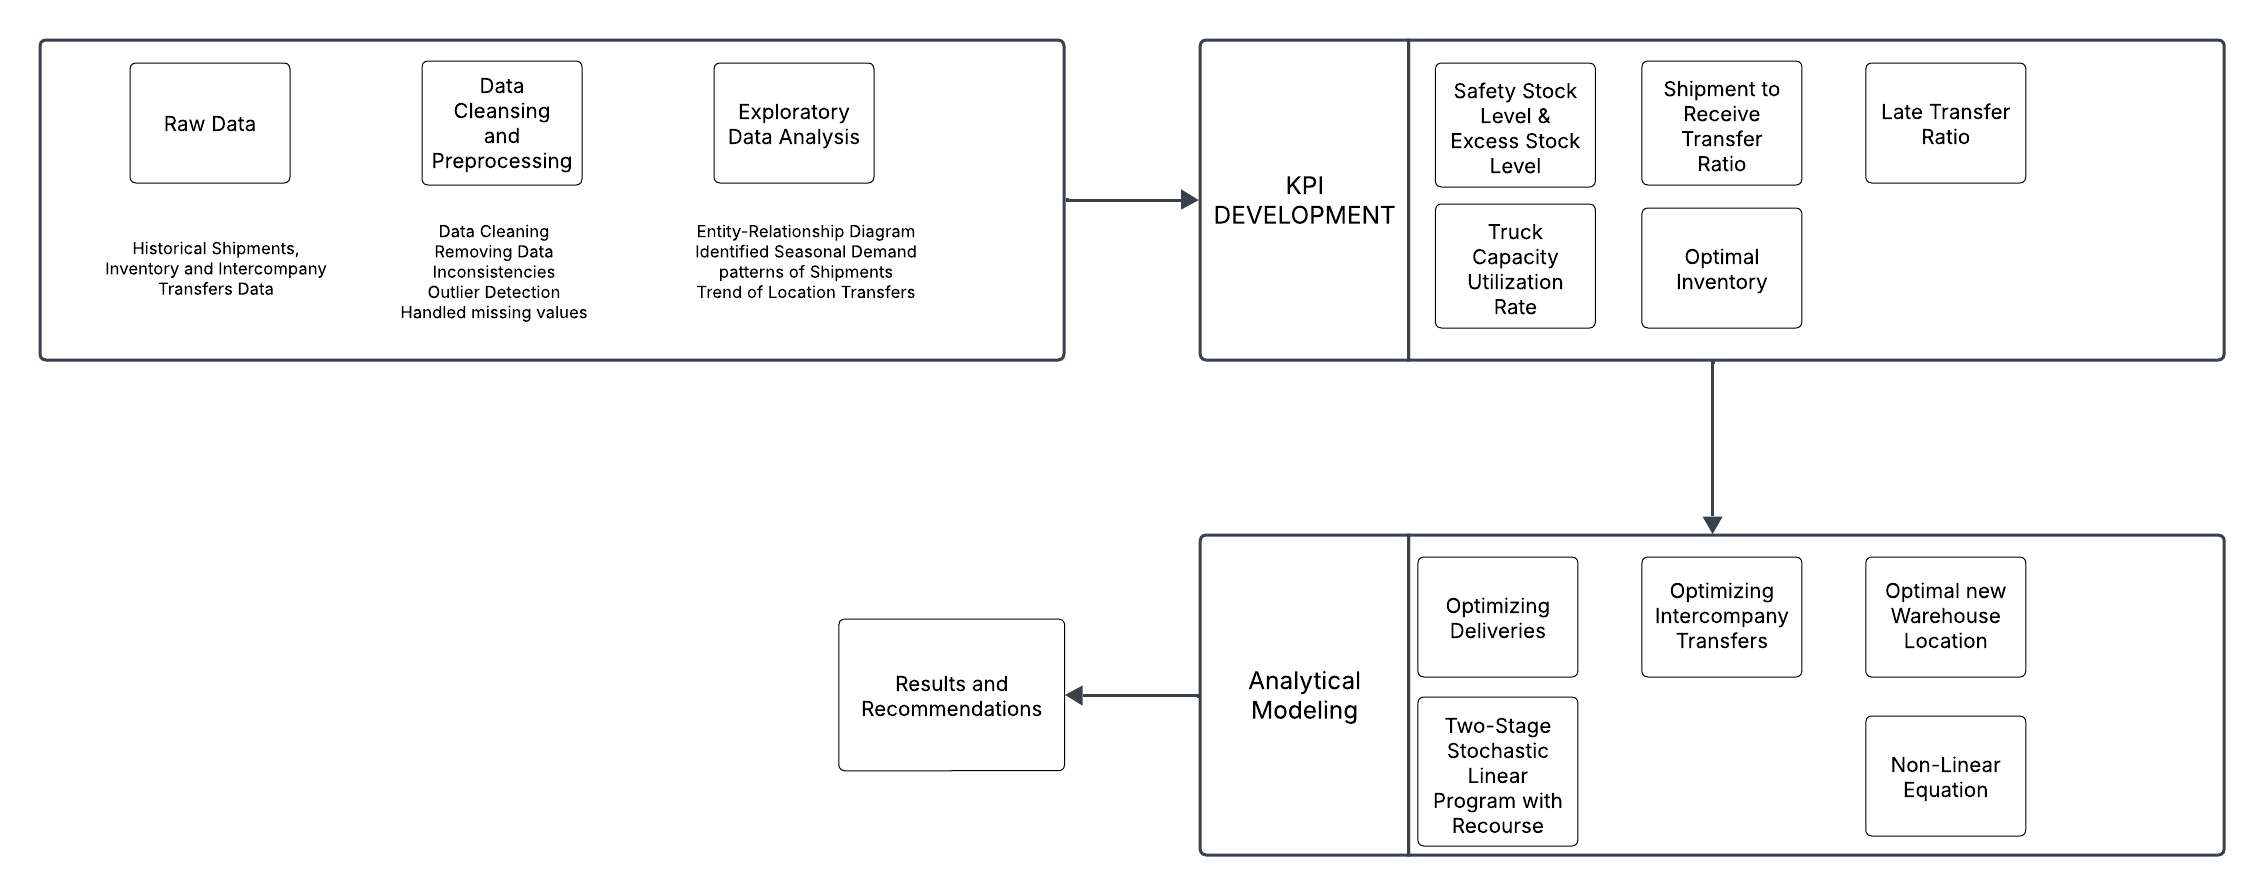 Raw Data
Historical Shipments,
Inventory and Intercompany
Transfers Data
Data
Cleansing
and
Preprocessing
Data Cleaning
Removing Data
Inconsistencies
Outlier Detection
Handled missing values
Exploratory
Data Analysis
Entity-Relationship Diagram
Identified Seasonal Demand
patterns of Shipments
Trend of Location Transfers
KPI
DEVELOPMENT
Safety Stock
Level &
Excess Stock
Level
Shipment to
Receive
Transfer
Ratio
Late Transfer
Ratio
Truck
Capacity
Utilization
Rate
Optimal
Inventory
Analytical
Modeling
Optimizing
Deliveries
Optimizing
Intercompany
Transfers
Optimal new
Warehouse
Location
Two-Stage
Stochastic
Linear
Program with
Recourse
Non-Linear
Equation
Results and
Recommendations